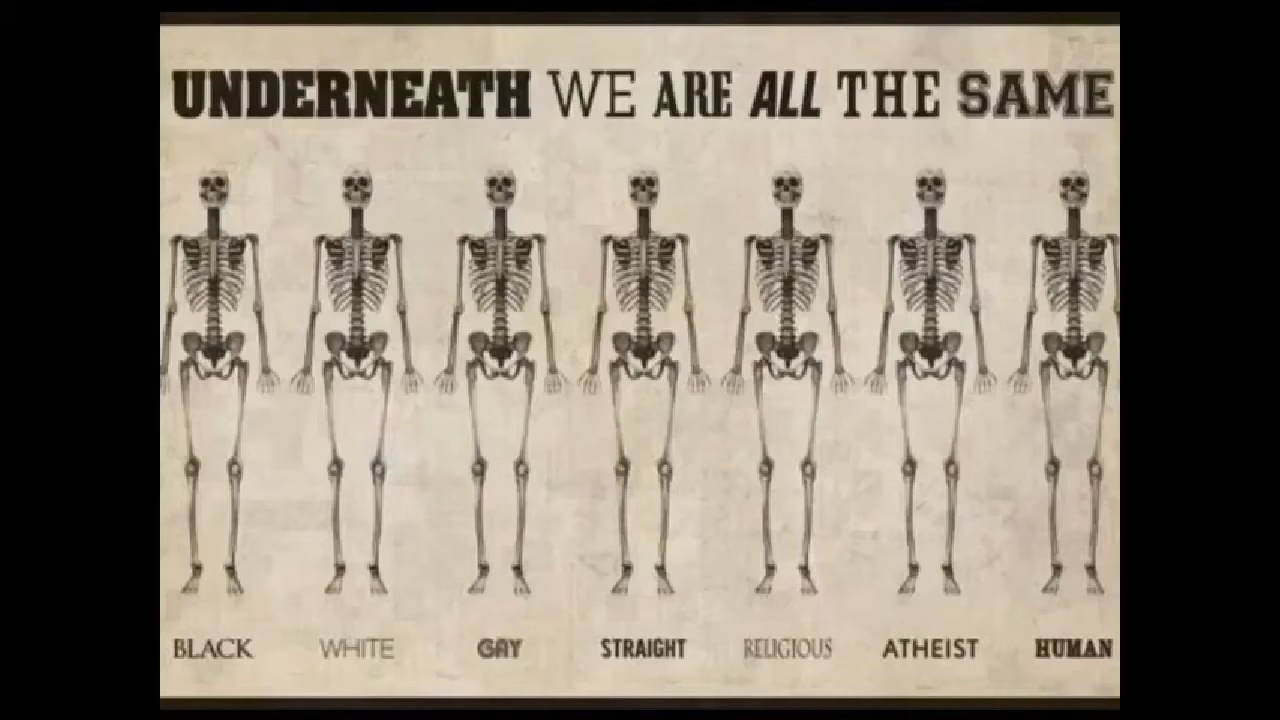 UNDERNEATH WE ARE ALL THE SAME
BLACK WHITE GAY STRAIGHT RELIGIOUS ATHEIST HUMAN